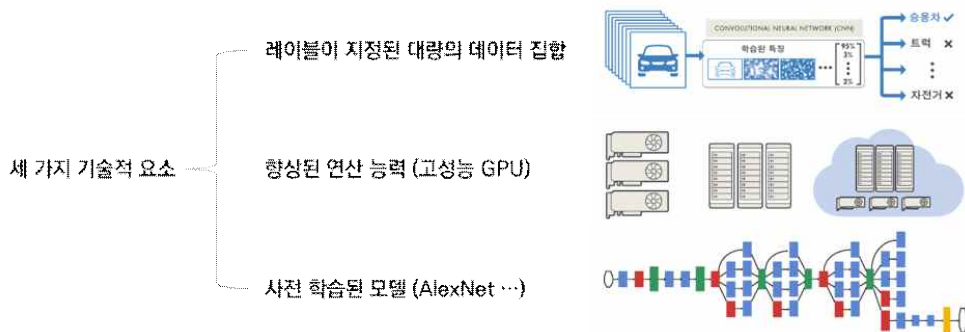 세 가지 기술적 요소
레이블이 지정된 대량의 데이터 집합
CONVOLUTIONAL NEURAL NETWORK (CNN)
학습된 특징
95%
3%
2%
승용차
트럭
자전거
향상된 연산 능력 (고성능 GPU)
사전 학습된 모델 (AlexNet …)